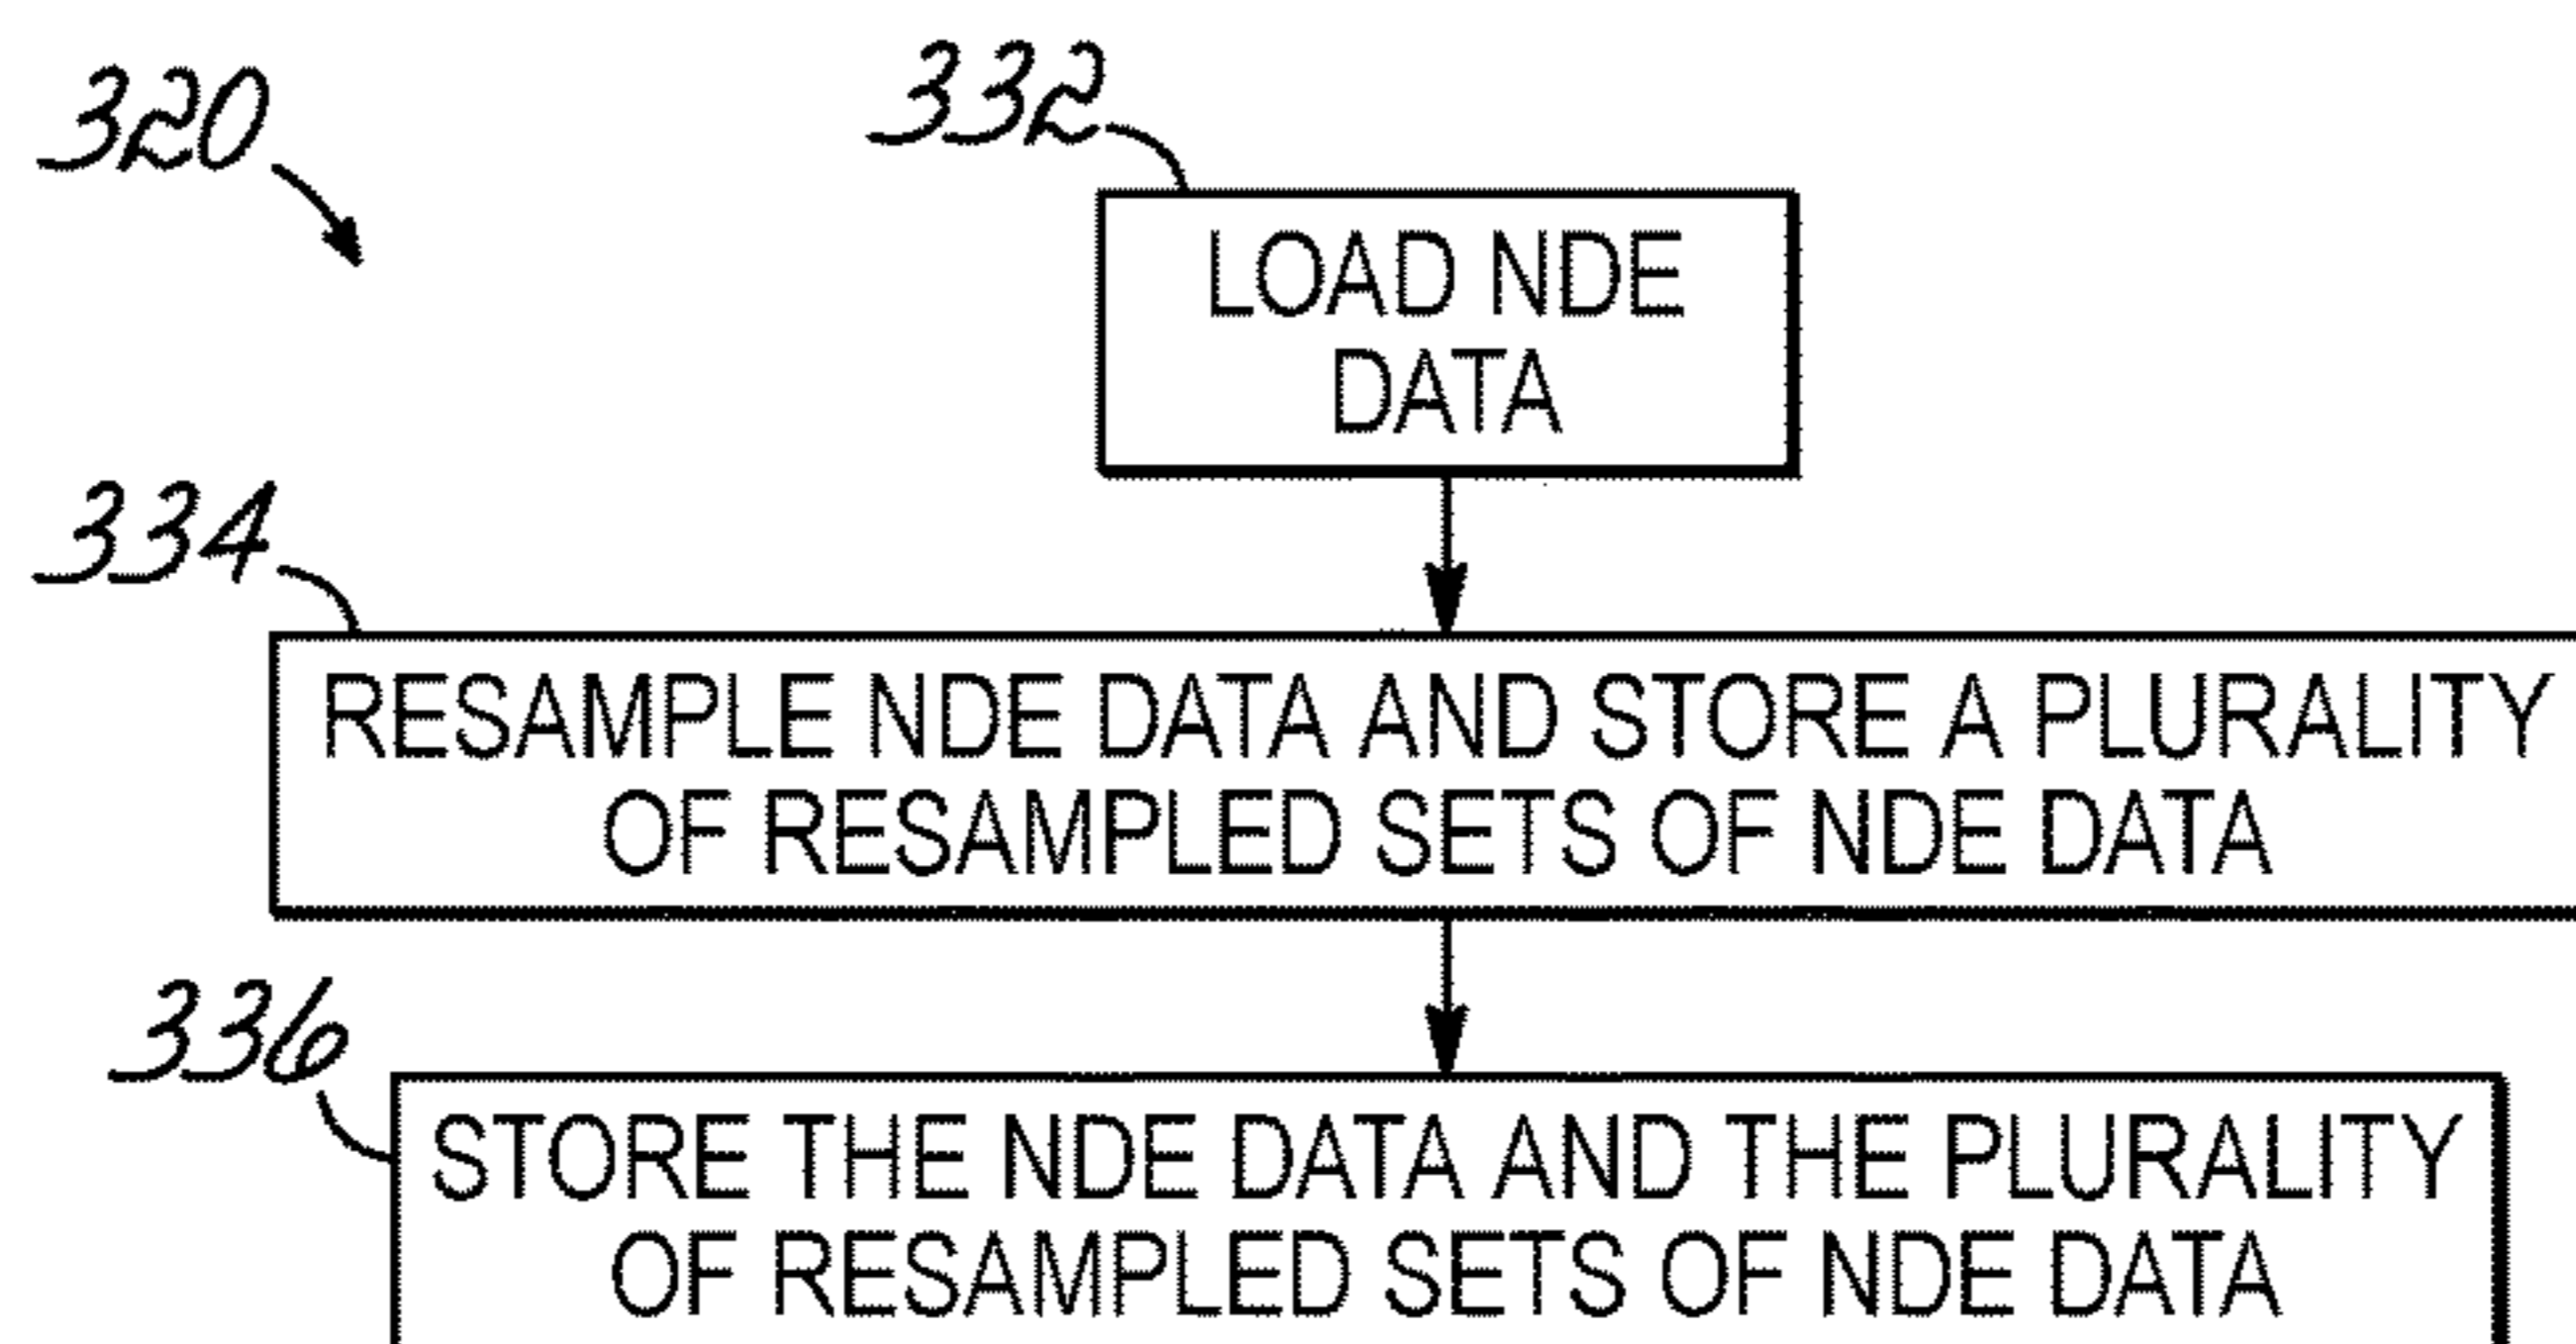 320
332
LOAD NDE
DATA
334
RESAMPLE NDE DATA AND STORE A PLURALITY
OF RESAMPLED SETS OF NDE DATA
336
STORE THE NDE DATA AND THE PLURALITY
OF RESAMPLED SETS OF NDE DATA